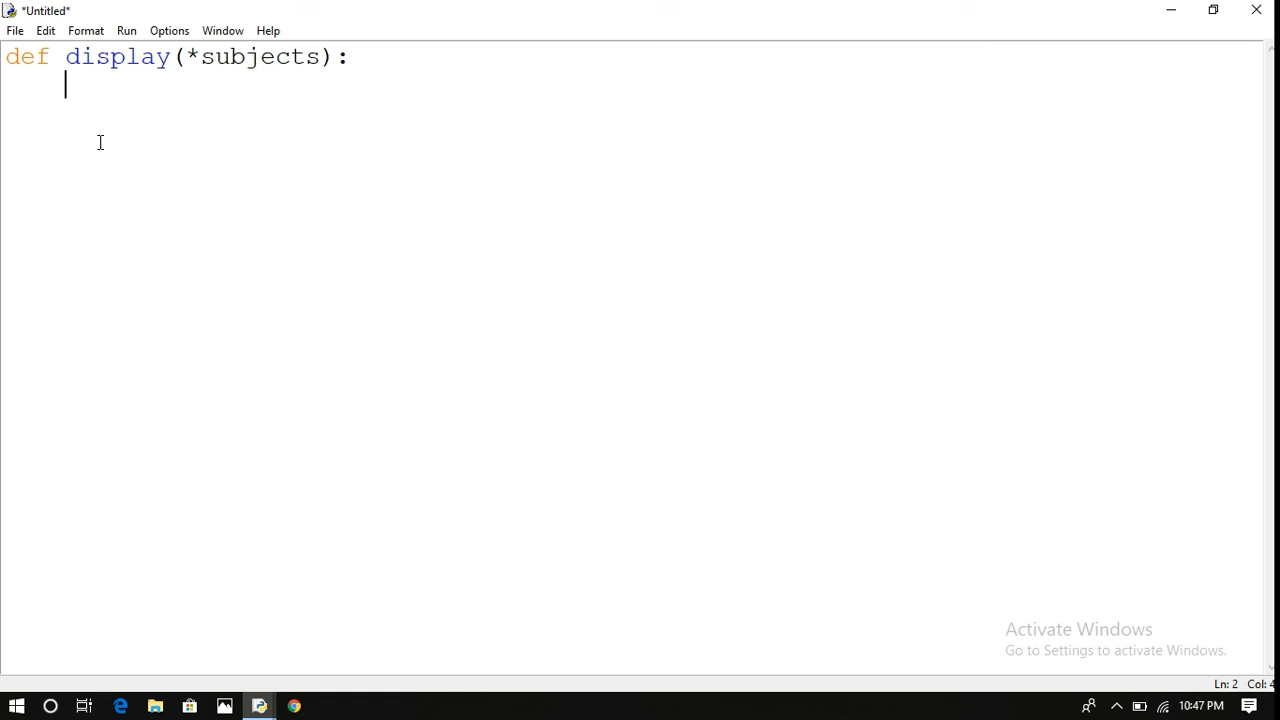 *Untitled*
File Edit Format Run Options Window Help
def display(*subjects):
Activate Windows
Go to Settings to activate Windows.
Ln: 2 Col: 4
10:47 PM